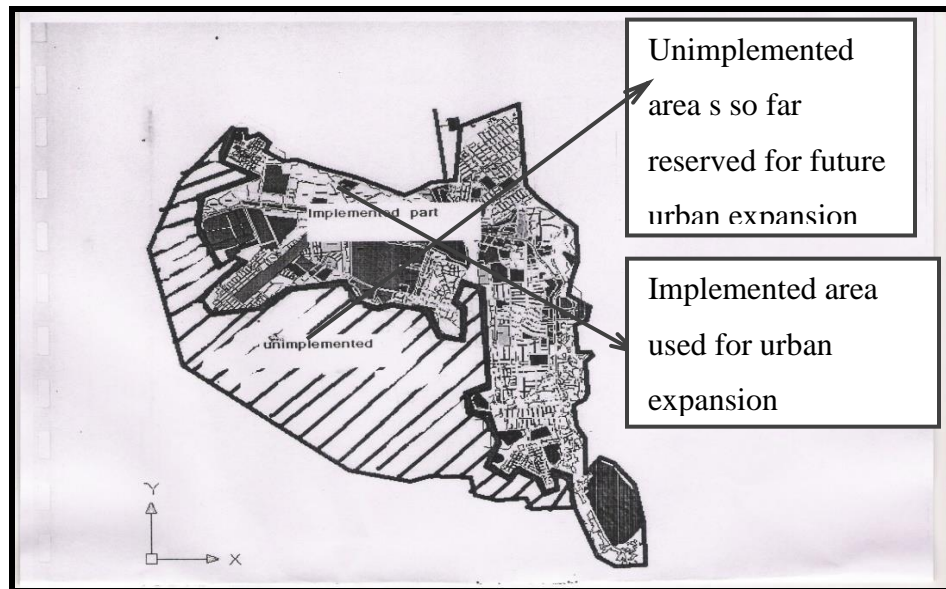 Unimplemented
area s so far
reserved for future
urban expansion
Implemented part
Implemented area
used for urban
expansion
unimplemented
Y
X